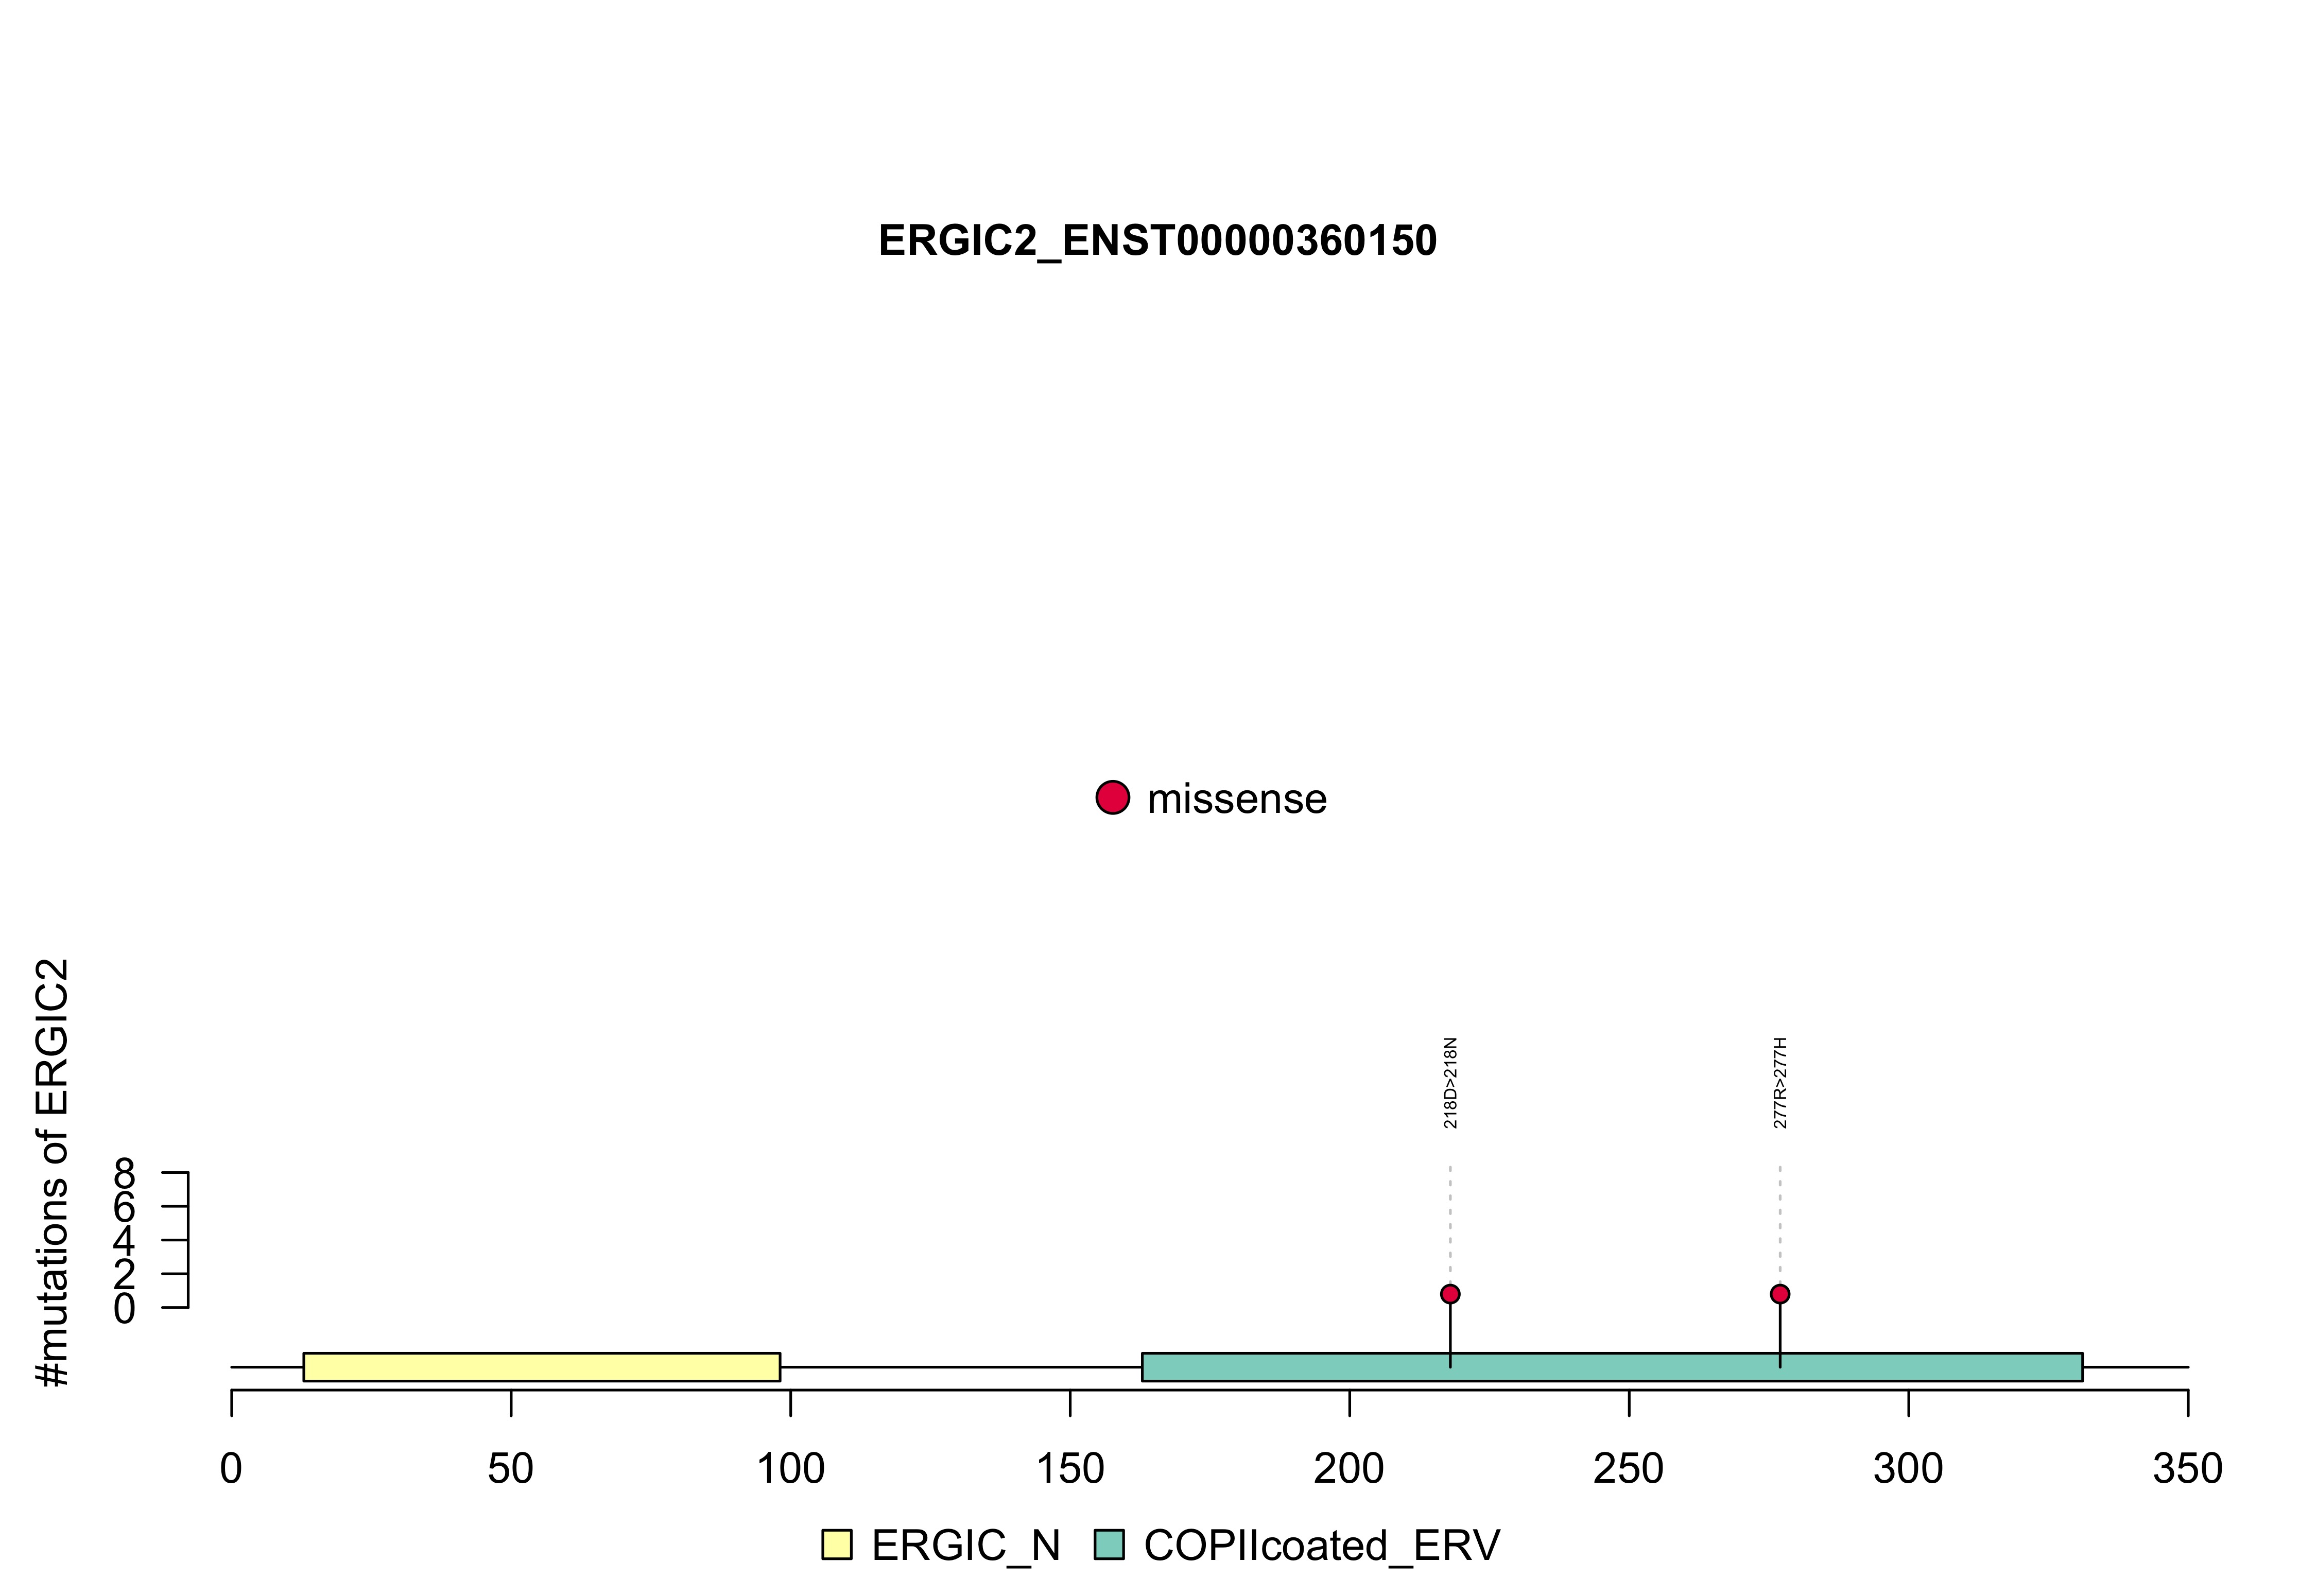 ERGIC2_ENST00000360150
missense
#mutations of ERGIC2
218D>218N
277R>277H
8
6
4
2
0
0 50 100 150 200 250 300 350
ERGIC_N COPIIcoated_ERV